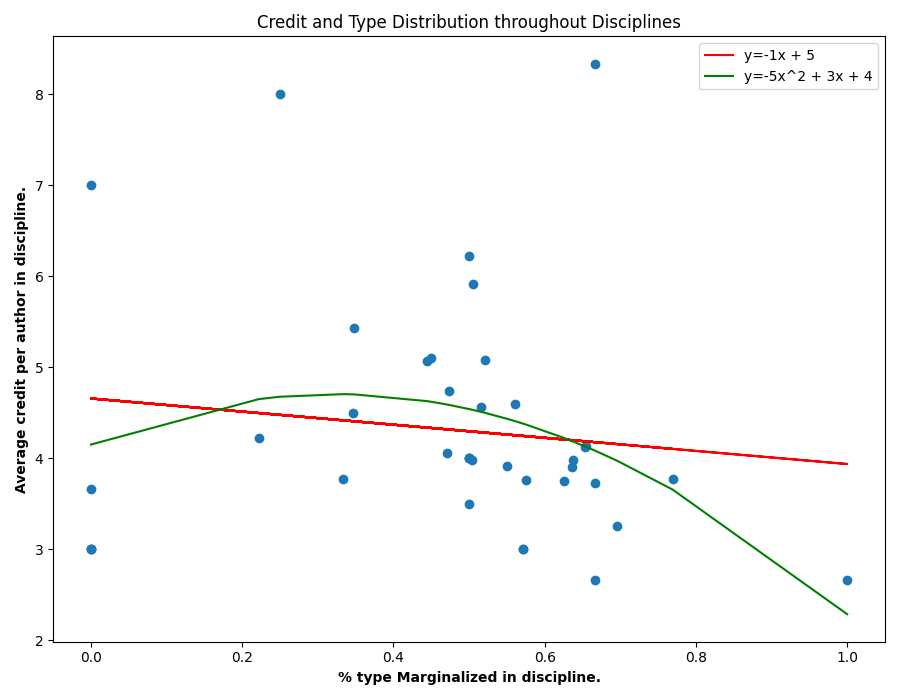 Credit and Type Distribution throughout Disciplines
y=-1x + 5
y=-5x^2 + 3x + 4
Average credit per author in discipline.
8
7
6
5
4
3
2
0.0 0.2 0.4 0.6 0.8 1.0
% type Marginalized in discipline.